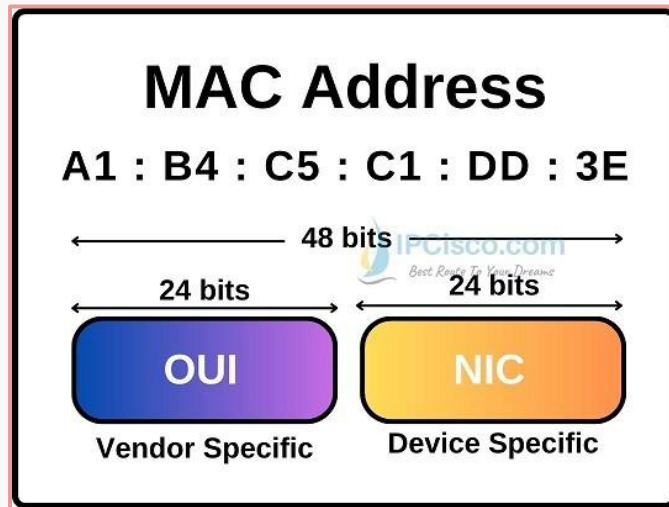 MAC Address
A1 : B4 : C5 : C1 : DD : 3E
48 bits
IPCisco.com
Best Route To Your Dreams
24 bits
24 bits
OUI
NIC
Vendor Specific
Device Specific